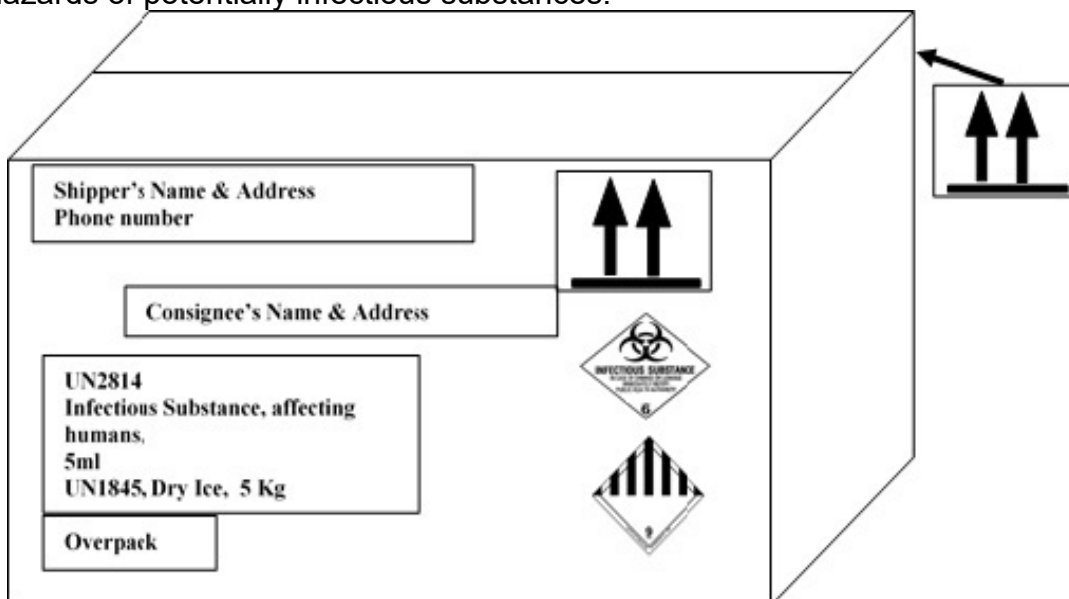 hazards of potentially infectious substances.
Shipper's Name & Address
Phone number
Consignee's Name & Address
UN2814
Infectious Substance, affecting
humans,
5ml
UN1845, Dry Ice, 5 Kg
Overpack
INFECTIOUS SUBSTANCE
6
9